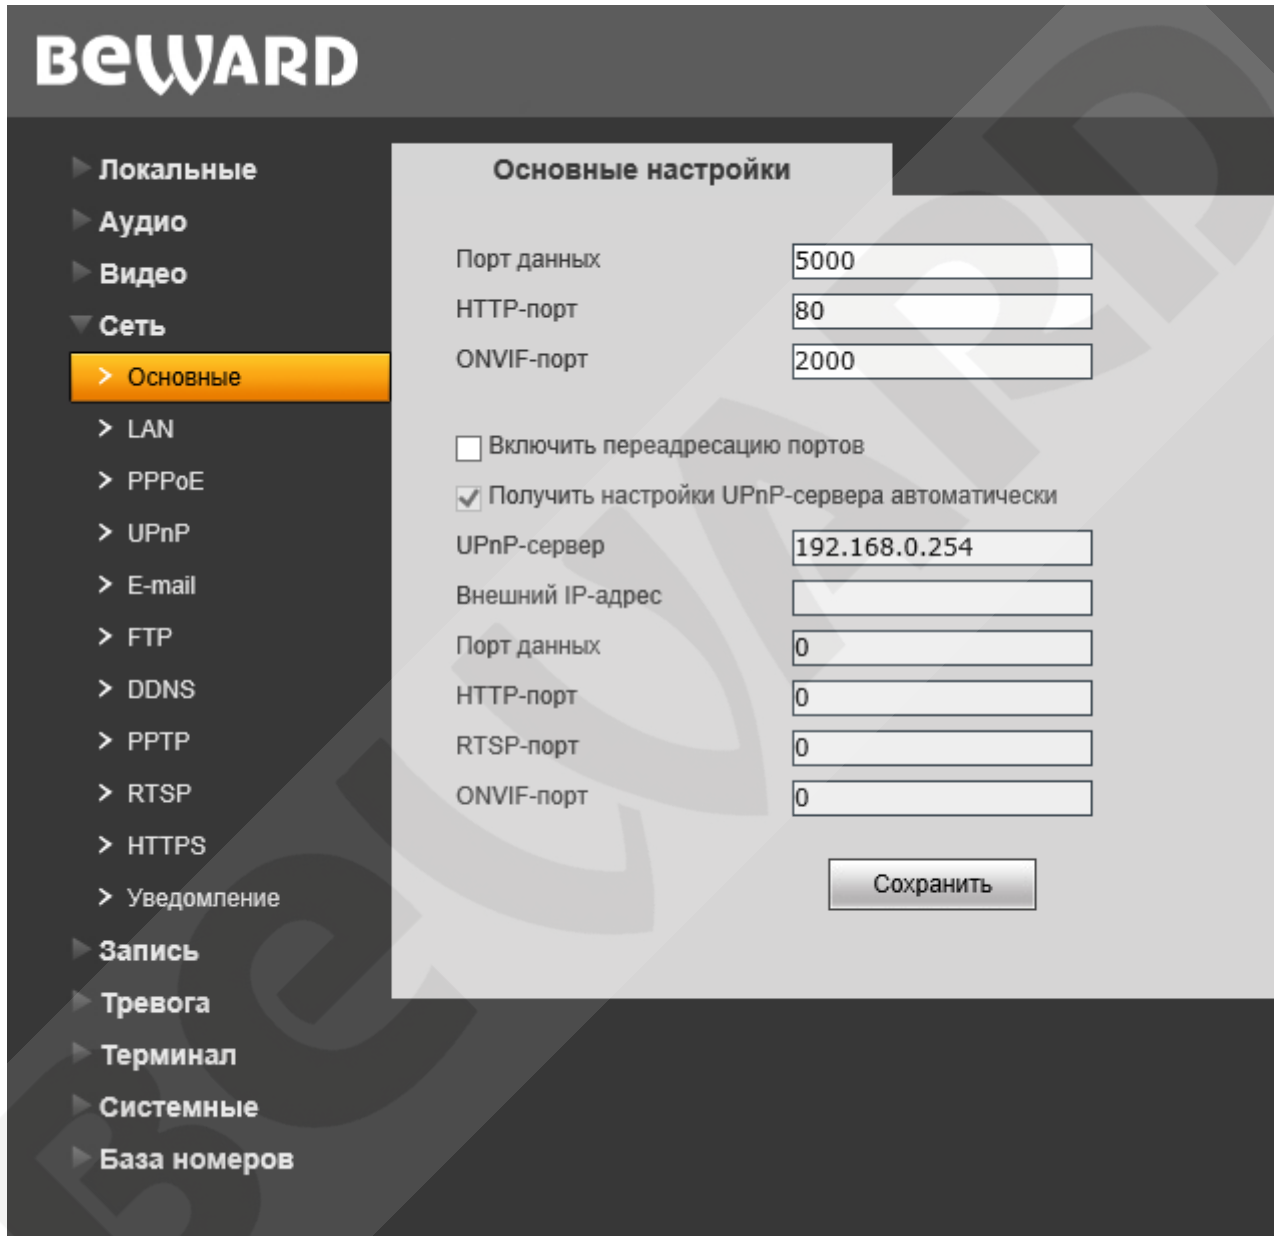 BEWARD
Локальные
Аудио
Видео
Сеть
Основные
LAN
PPPoE
UPnP
E-mail
FTP
DDNS
PPTP
RTSP
HTTPS
Уведомление
Запись
Тревога
Терминал
Системные
База номеров
Основные настройки
Порт данных 5000
HTTP-порт 80
ONVIF-порт 2000
Включить переадресацию портов
Получить настройки UPnP-сервера автоматически
UPnP-сервер 192.168.0.254
Внешний IP-адрес
Порт данных 0
HTTP-порт 0
RTSP-порт 0
ONVIF-порт 0
Сохранить
BEWARD